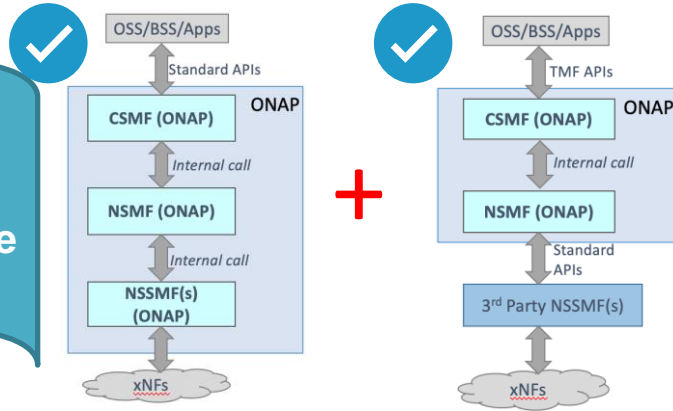 OSS/BSS/Apps
Standard APIs
ONAP
CSMF (ONAP)
Internal call
NSMF (ONAP)
Internal call
NSSMF(s)
(ONAP)
xNFs
e
+
OSS/BSS/Apps
TMF APIs
ONAP
CSMF (ONAP)
Internal call
NSMF (ONAP)
Standard
APIs
3rd Party NSSMF(s)
xNFs